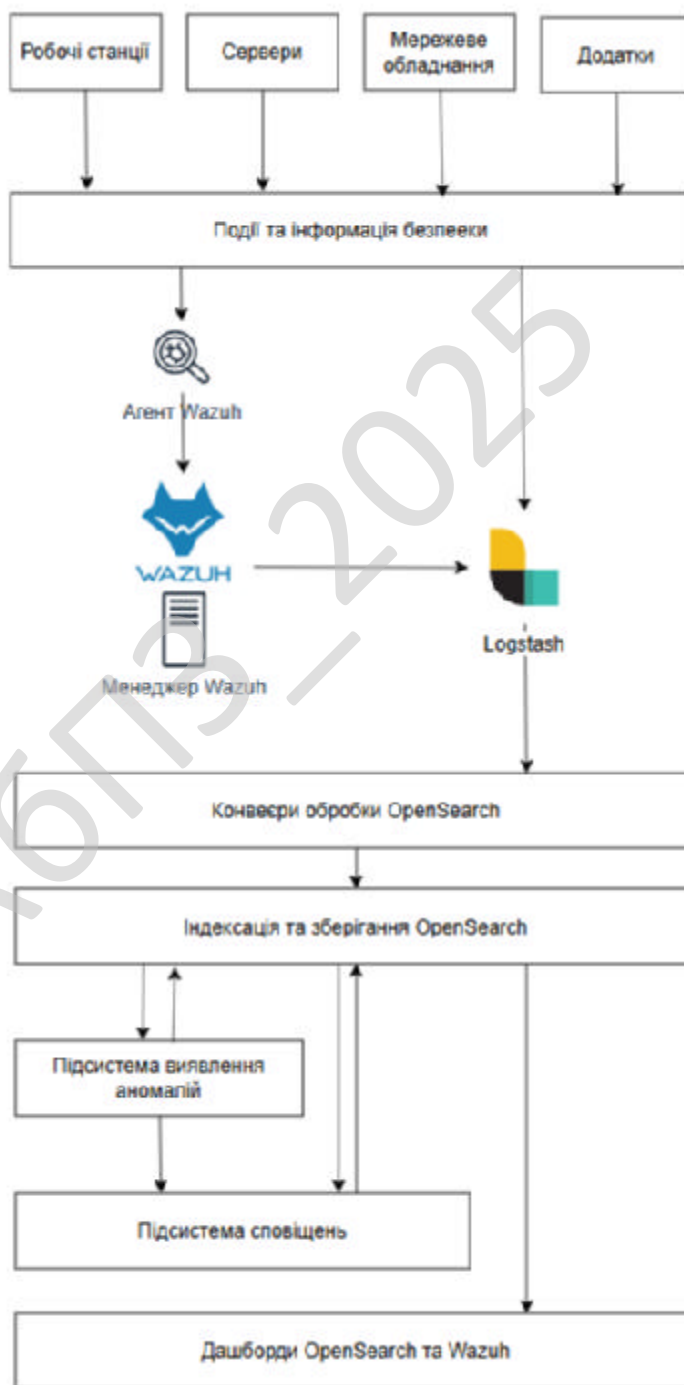 Робочі станції
Сервери
Мережеве
обладнання
Додатки
Події та інформація безпееки
Агент Wazuh
WAZUH
Менеджер Wazuh
Logstash
Конвеєри обробки OpenSearch
Індексація та зберігання OpenSearch
Підсистема виявлення
аномалій
Підсистема сповіщень
Дашборди OpenSearch та Wazuh